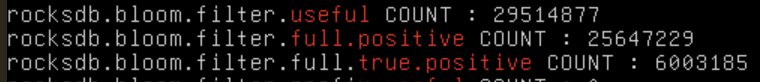 rocksdb.bloom.filter.useful COUNT : 29514877
rocksdb.bloom.filter.full.positive COUNT : 25647229
rocksdb.bloom.filter.full.true.positive COUNT : 6003185